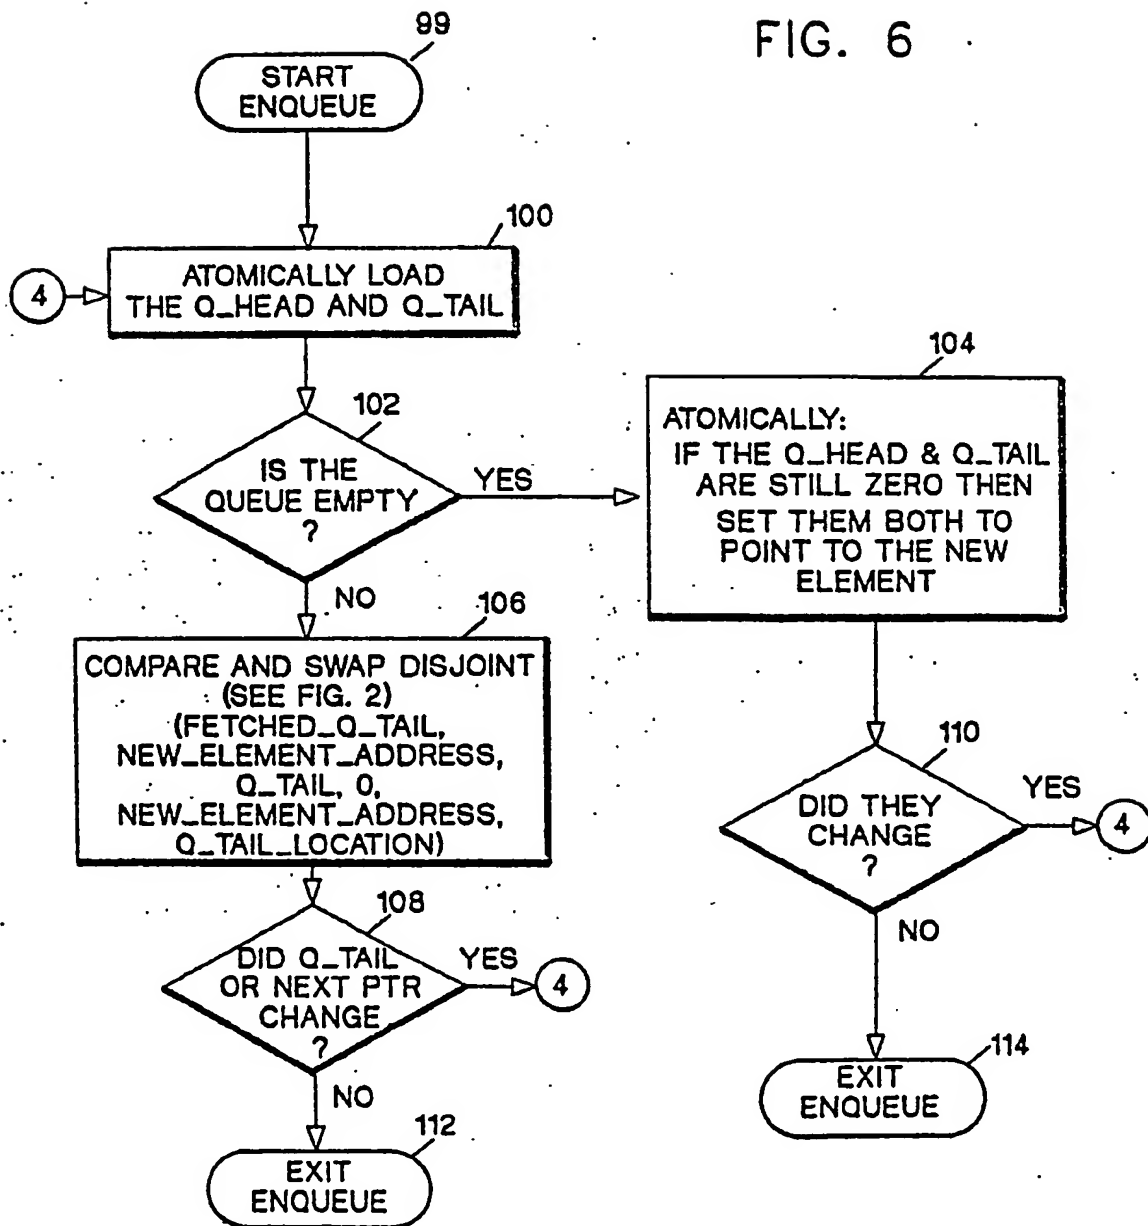 FIG. 6
99
START
ENQUEUE
100
ATOMICALLY LOAD
THE Q_HEAD AND Q_TAIL
4
102
IS THE
QUEUE EMPTY
?
YES
NO
104
ATOMICALLY:
IF THE Q_HEAD & Q_TAIL
ARE STILL ZERO THEN
SET THEM BOTH TO
POINT TO THE NEW
ELEMENT
106
COMPARE AND SWAP DISJOINT
(SEE FIG. 2)
(FETCHED_Q_TAIL,
NEW_ELEMENT_ADDRESS,
Q_TAIL, 0,
NEW_ELEMENT_ADDRESS,
Q_TAIL_LOCATION)
110
DID THEY
CHANGE
?
YES
4
NO
108
DID Q_TAIL
OR NEXT PTR
CHANGE
?
YES
4
NO
114
EXIT
ENQUEUE
112
EXIT
ENQUEUE